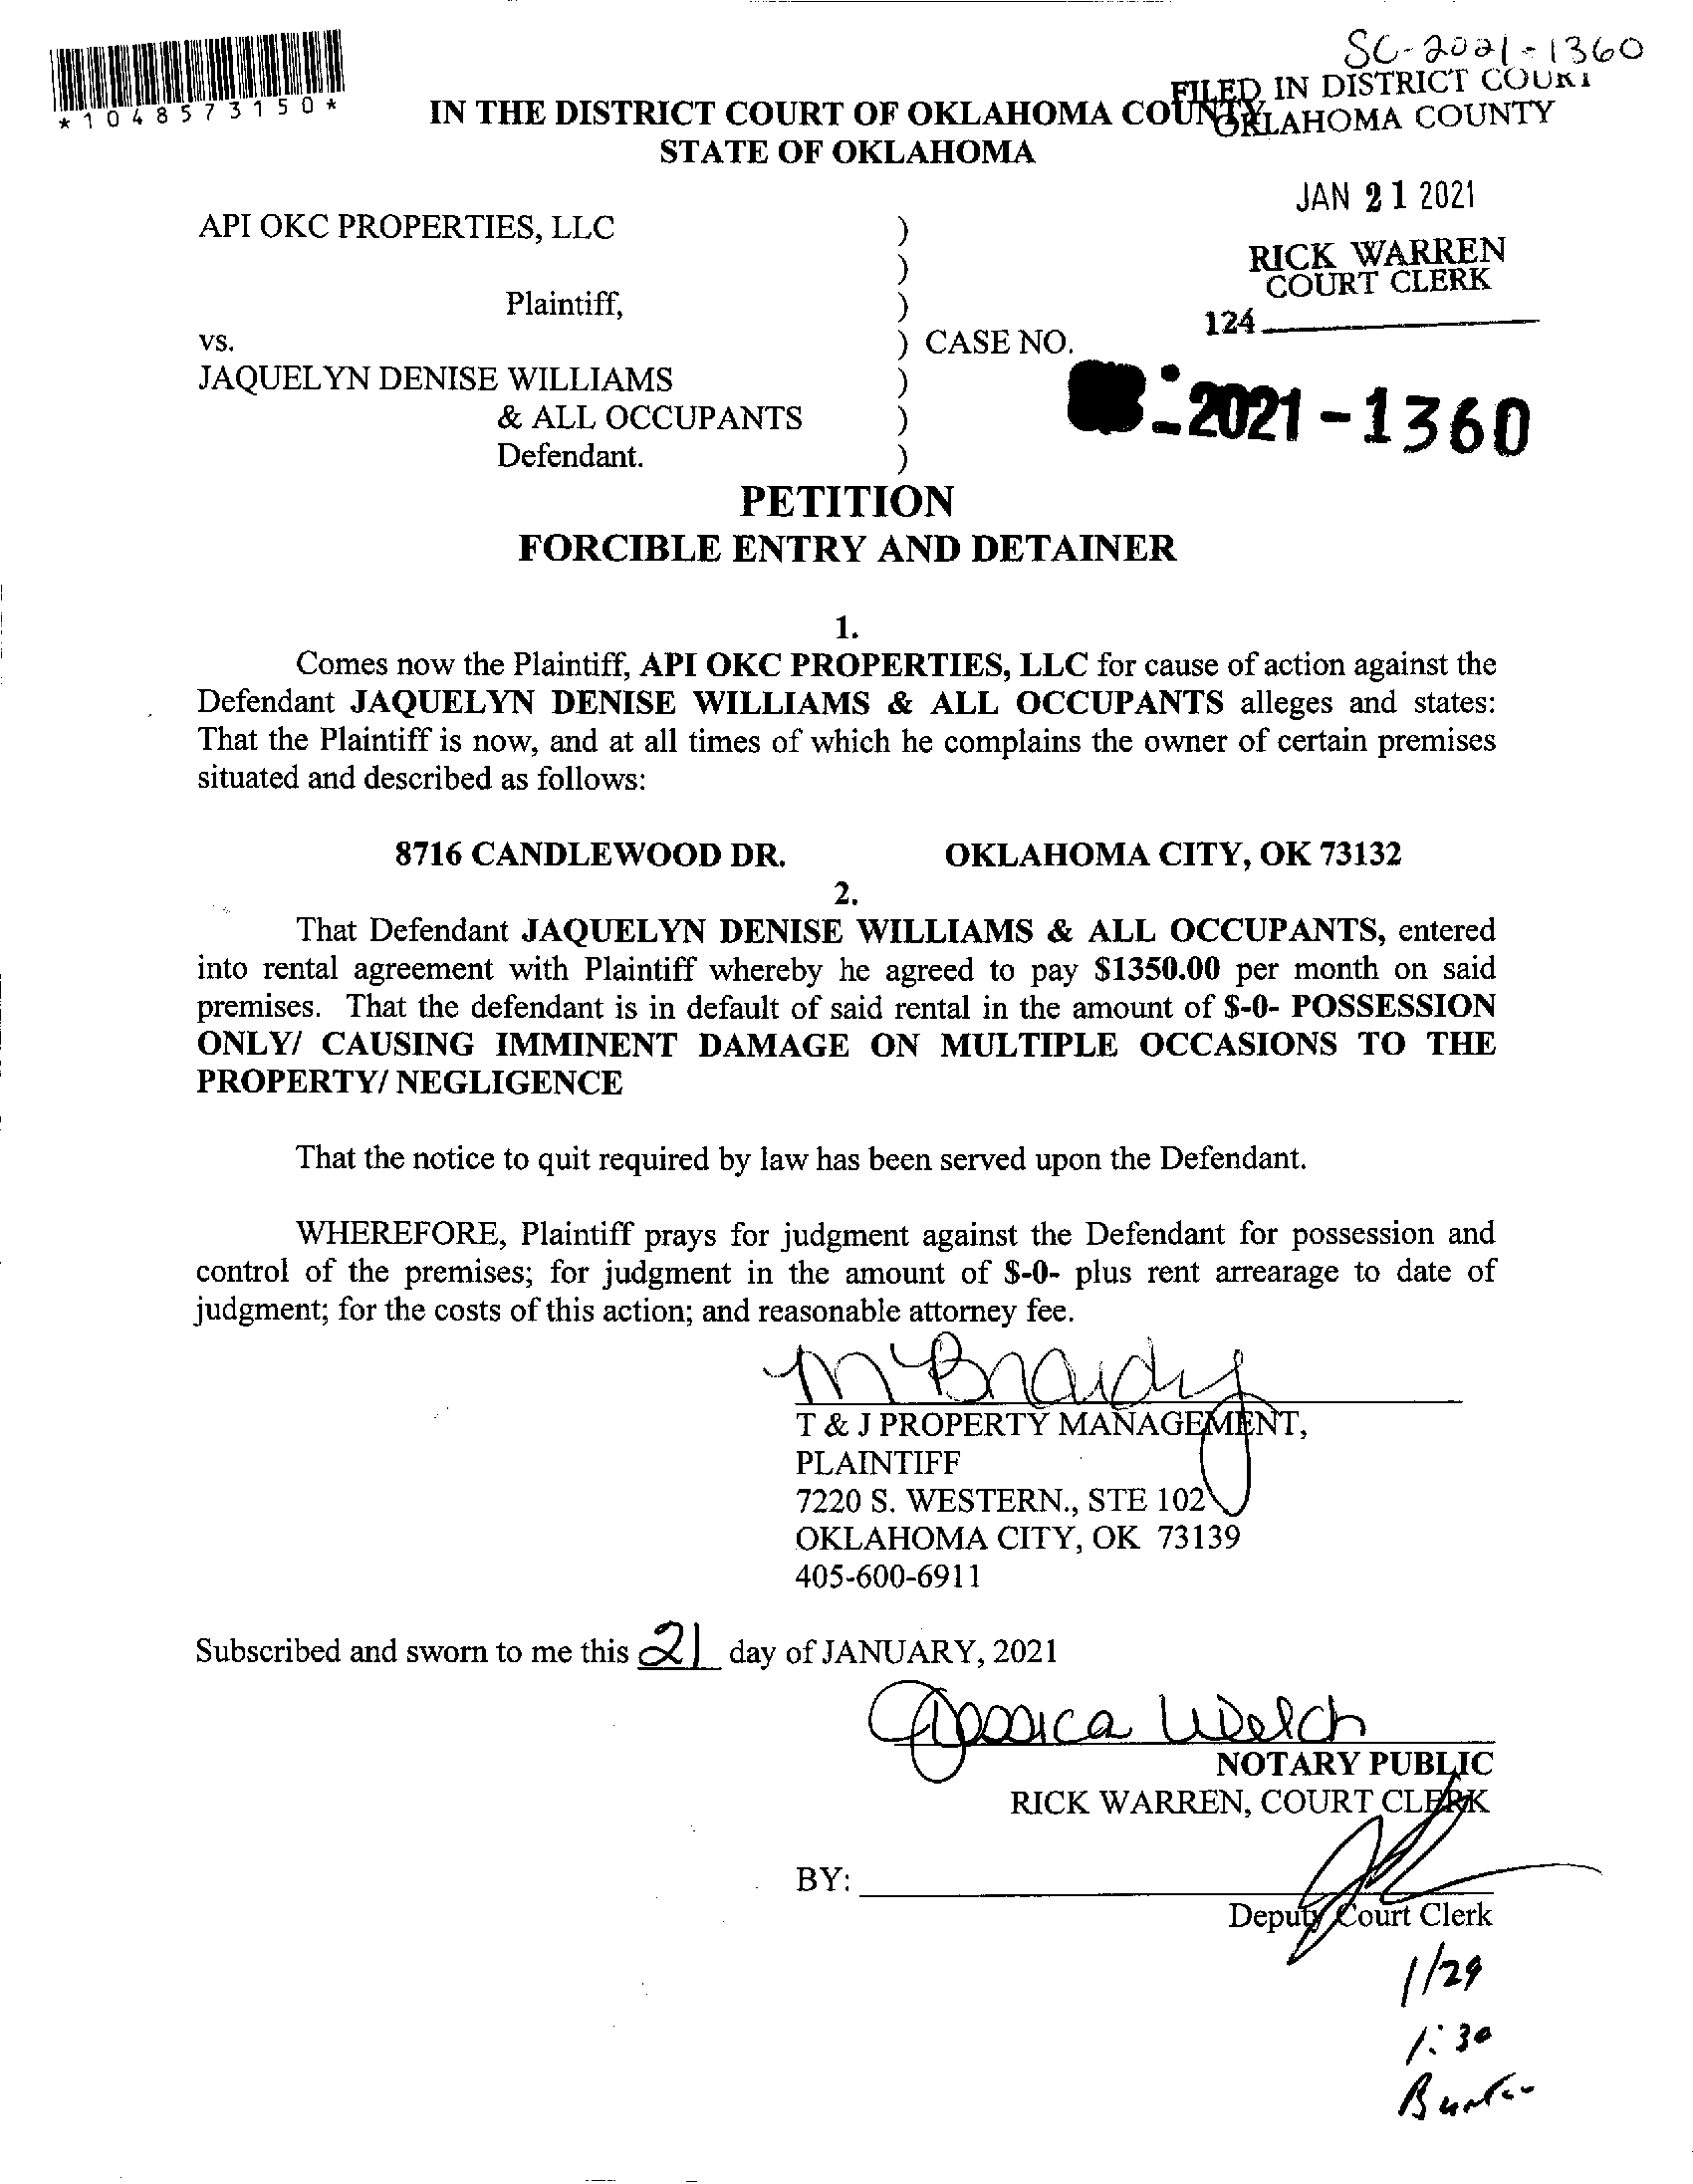 SC-2021-1360
*1048573150*
FILED IN DISTRICT COURT
OKLAHOMA COUNTY
IN THE DISTRICT COURT OF OKLAHOMA COUNTY
STATE OF OKLAHOMA
JAN 21 2021
RICK WARREN
COURT CLERK
124
API OKC PROPERTIES, LLC )
)
Plaintiff, )
vs. ) CASE NO.
JAQUELYN DENISE WILLIAMS )
& ALL OCCUPANTS )
Defendant. )
-2021-1360
PETITION
FORCIBLE ENTRY AND DETAINER
1.
Comes now the Plaintiff, API OKC PROPERTIES, LLC for cause of action against the
Defendant JAQUELYN DENISE WILLIAMS & ALL OCCUPANTS alleges and states:
That the Plaintiff is now, and at all times of which he complains the owner of certain premises
situated and described as follows:
8716 CANDLEWOOD DR. OKLAHOMA CITY, OK 73132
2.
That Defendant JAQUELYN DENISE WILLIAMS & ALL OCCUPANTS, entered
into rental agreement with Plaintiff whereby he agreed to pay $1350.00 per month on said
premises. That the defendant is in default of said rental in the amount of $-0- POSSESSION
ONLY/ CAUSING IMMINENT DAMAGE ON MULTIPLE OCCASIONS TO THE
PROPERTY/ NEGLIGENCE
That the notice to quit required by law has been served upon the Defendant.
WHEREFORE, Plaintiff prays for judgment against the Defendant for possession and
control of the premises; for judgment in the amount of $-0- plus rent arrearage to date of
judgment; for the costs of this action; and reasonable attorney fee.
T & J PROPERTY MANAGEMENT,
PLAINTIFF
7220 S. WESTERN., STE 102
OKLAHOMA CITY, OK 73139
405-600-6911
Subscribed and sworn to me this 21 day of JANUARY, 2021
Jessica Welch
NOTARY PUBLIC
RICK WARREN, COURT CLERK
BY:
Deputy Court Clerk
1/29
1:30